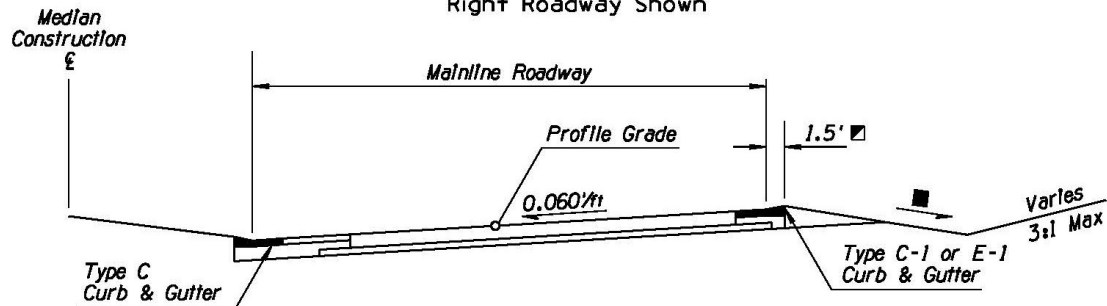 Right Roadway Shown
Median
Construction
℄
Mainline Roadway
Profile Grade
1.5'
0.060'/ft
Varies
3:1 Max
Type C
Curb & Gutter
Type C-1 or E-1
Curb & Gutter